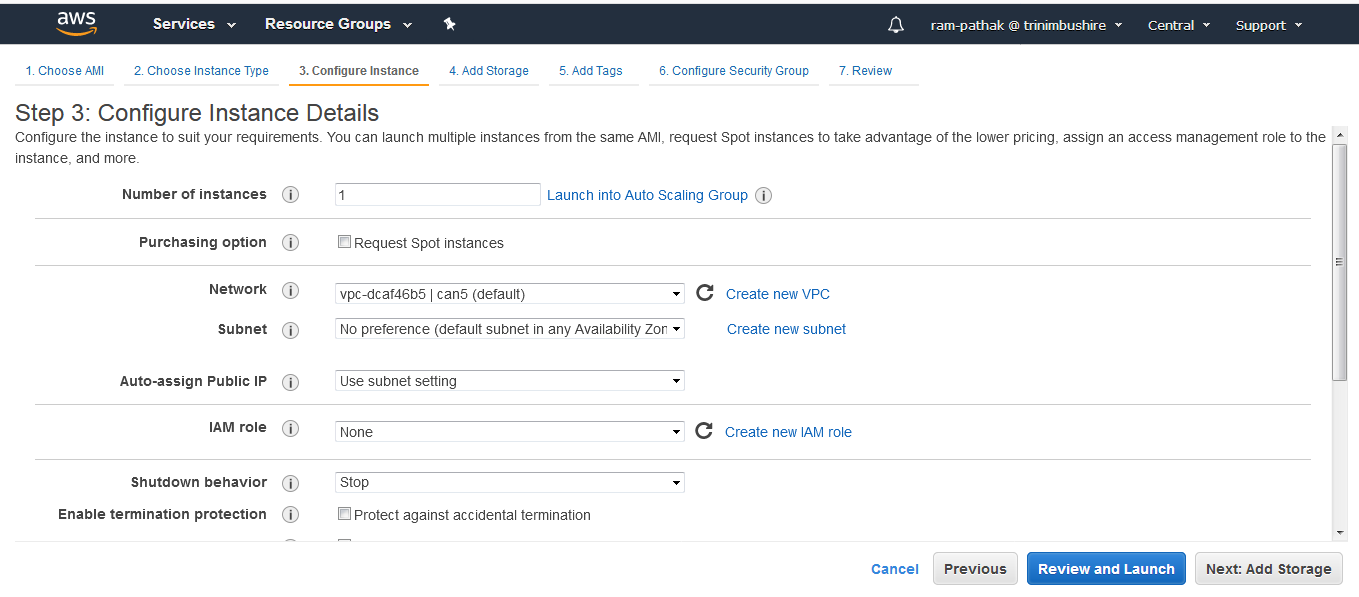 aws Services Resource Groups ram-pathak @ trinimbushire Central Support
1. Choose AMI 2. Choose Instance Type 3. Configure Instance 4. Add Storage 5. Add Tags 6. Configure Security Group 7. Review
Step 3: Configure Instance Details
Configure the instance to suit your requirements. You can launch multiple instances from the same AMI, request Spot instances to take advantage of the lower pricing, assign an access management role to the
instance, and more.
Number of instances i 1 Launch into Auto Scaling Group i
Purchasing option i Request Spot instances
Network i vpc-dcaf46b5 | can5 (default) Create new VPC
Subnet i No preference (default subnet in any Availability Zon Create new subnet
Auto-assign Public IP i Use subnet setting
IAM role i None Create new IAM role
Shutdown behavior i Stop
Enable termination protection i Protect against accidental termination
Cancel Previous Review and Launch Next: Add Storage